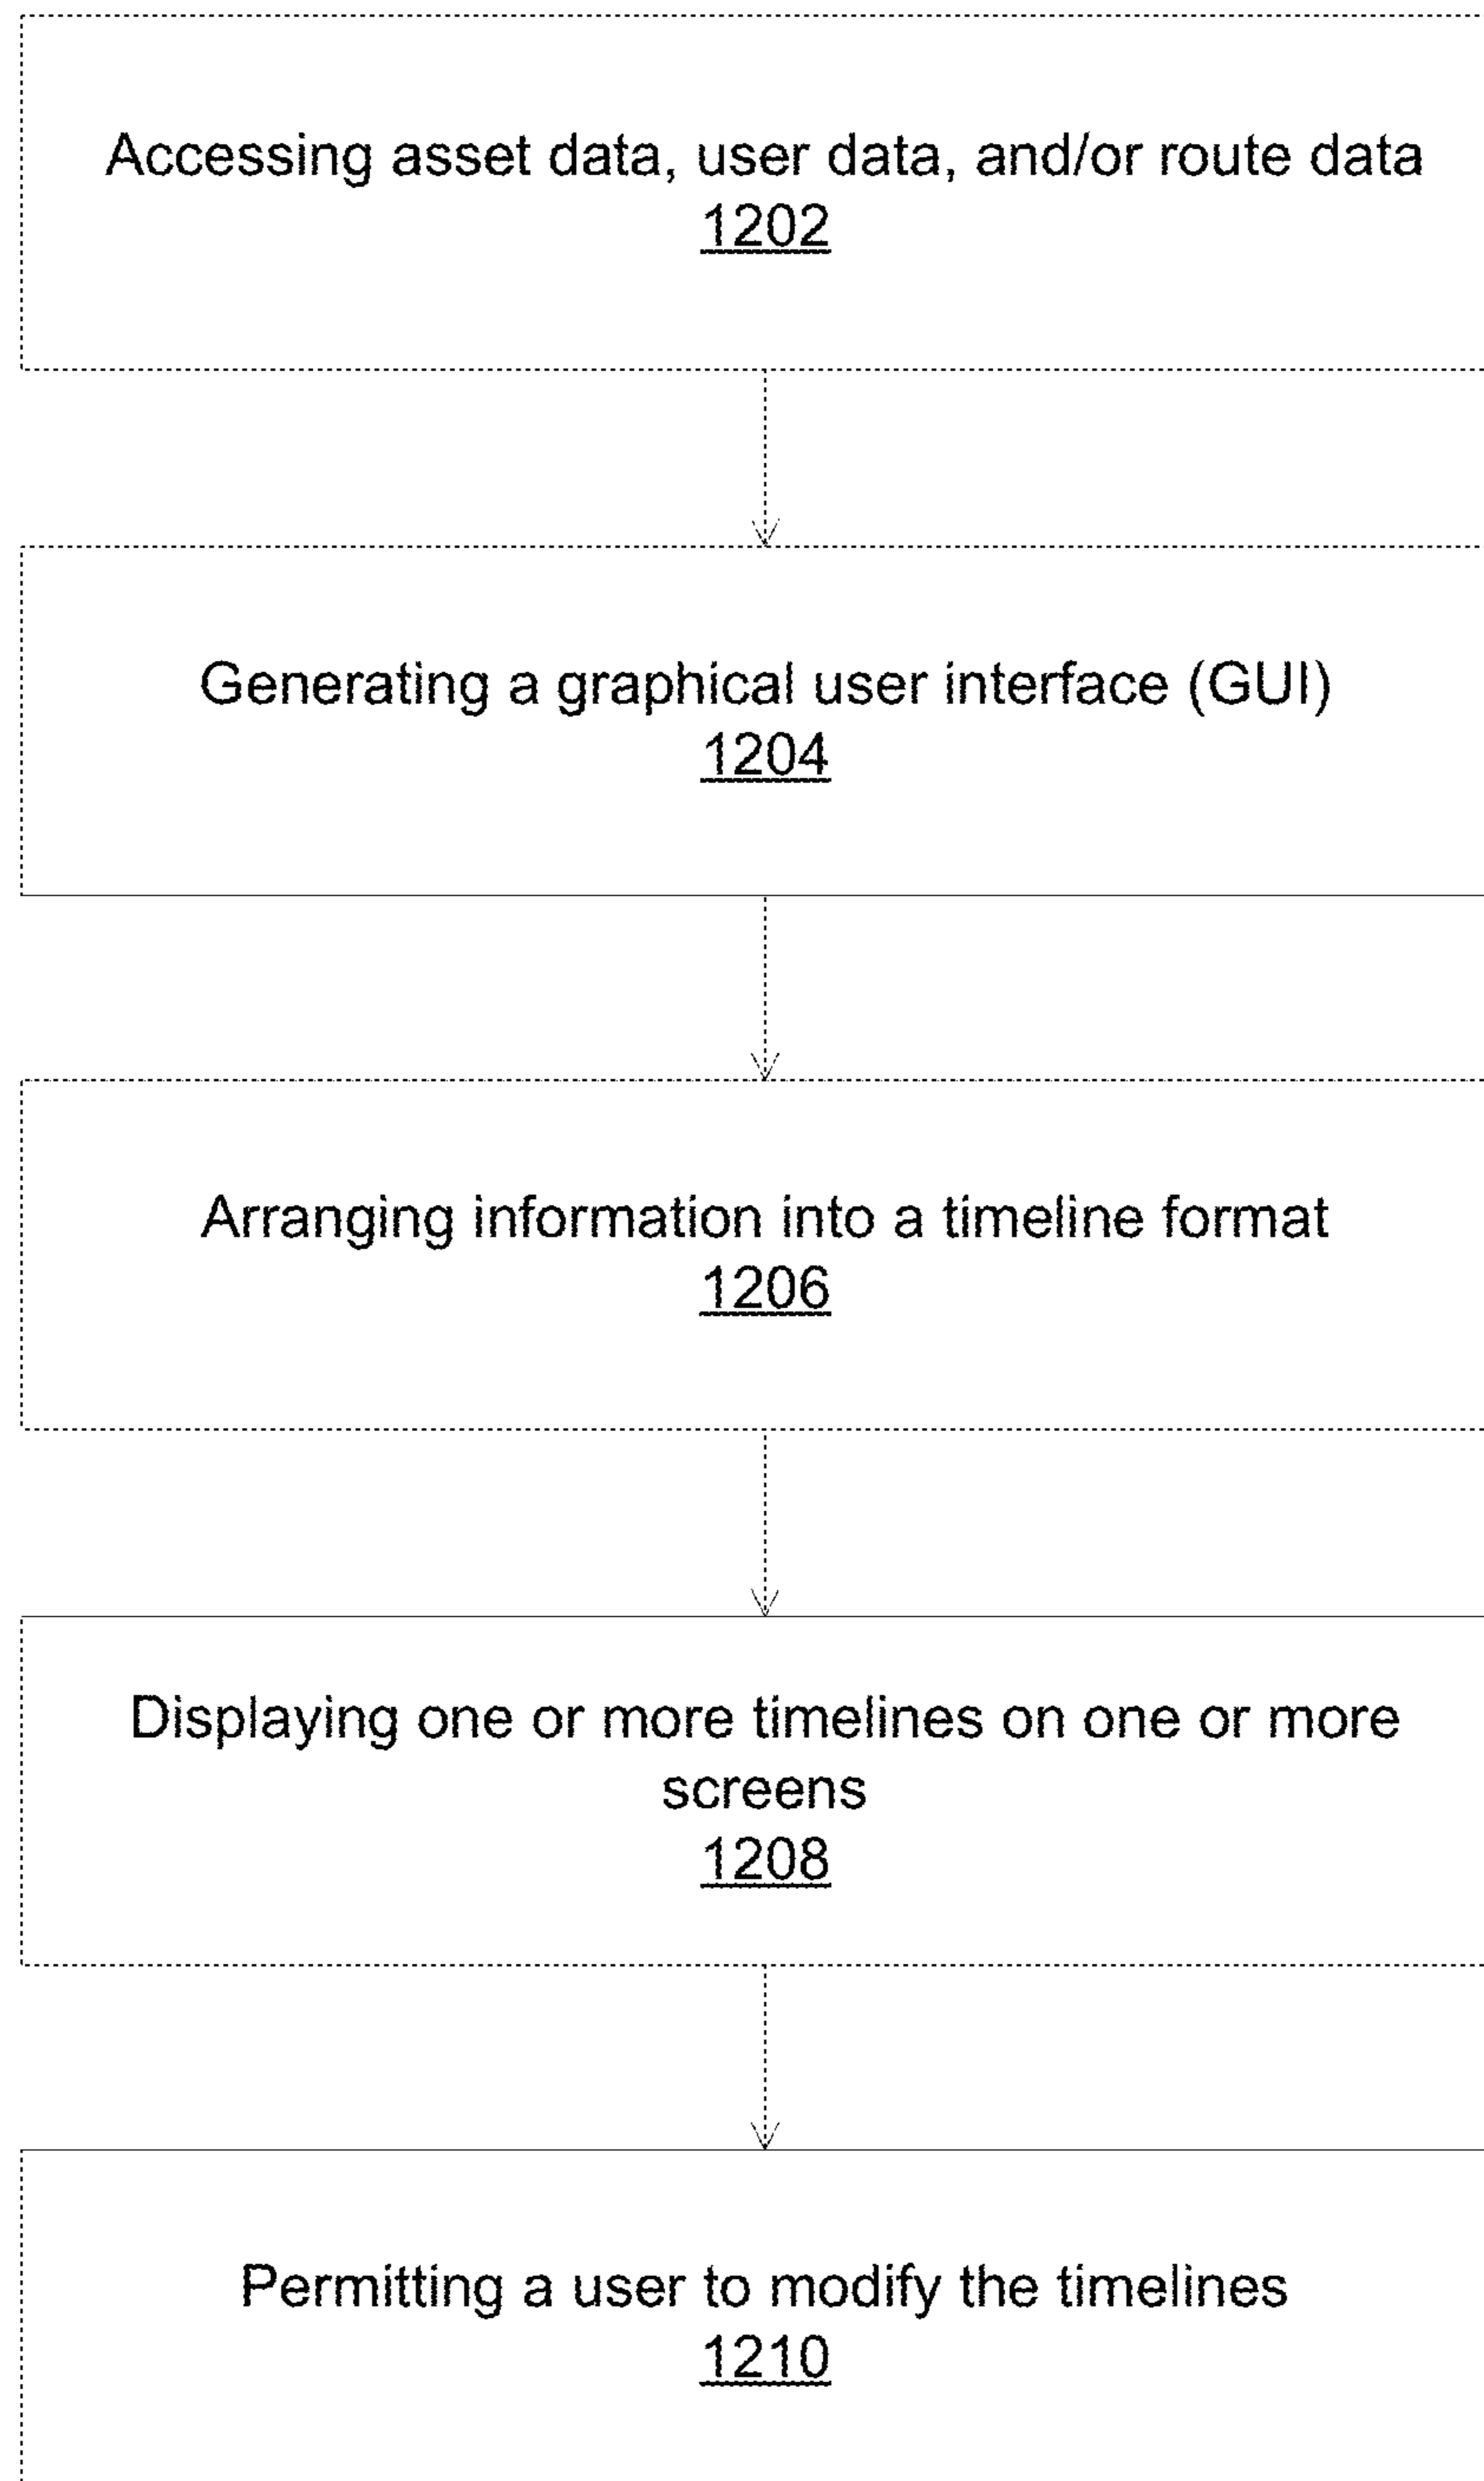 Accessing asset data, user data, and/or route data
1202
Generating a graphical user interface (GUI)
1204
Arranging information into a timeline format
1206
Displaying one or more timelines on one or more
screens
1208
Permitting a user to modify the timelines
1210